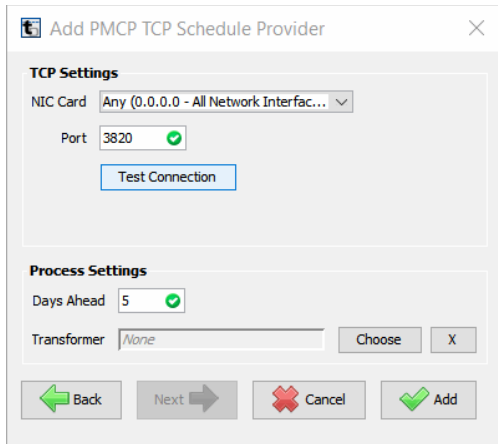 Add PMCP TCP Schedule Provider
TCP Settings
NIC Card Any (0.0.0.0 - All Network Interfac...
Port 3820
Test Connection
Process Settings
Days Ahead 5
Transformer None Choose X
Back Next Cancel Add